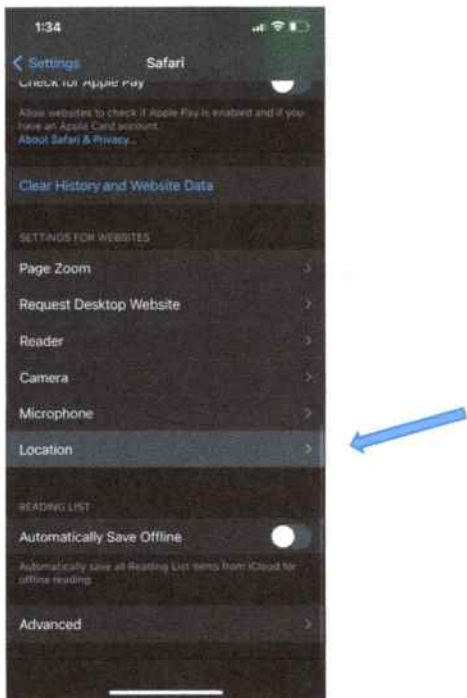 1:34
Settings
Safari
Check for Apple Pay
Allow websites to check if Apple Pay is enabled and if you
have an Apple Card account.
About Safari & Privacy...
Clear History and Website Data
SETTINGS FOR WEBSITES
Page Zoom
Request Desktop Website
Reader
Camera
Microphone
Location
READING LIST
Automatically Save Offline
Automatically save all Reading List items from iCloud for
offline reading.
Advanced